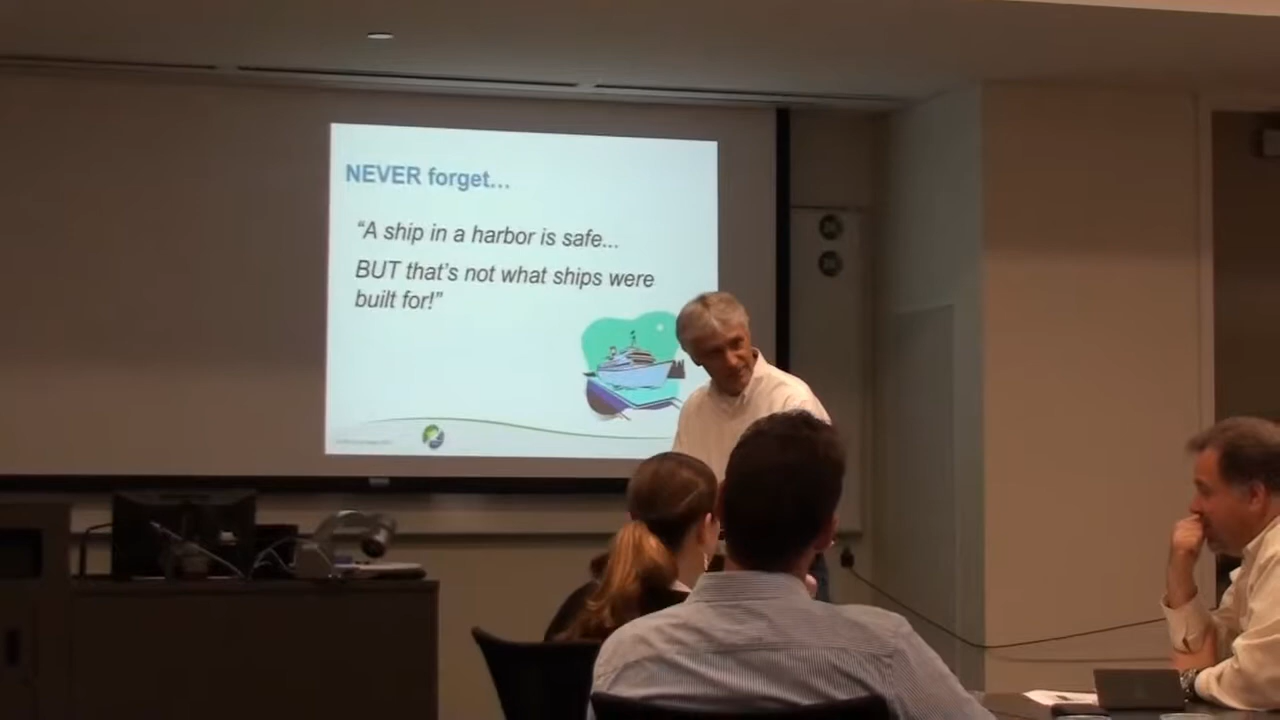 NEVER forget...
“A ship in a harbor is safe...
BUT that’s not what ships were
built for!”